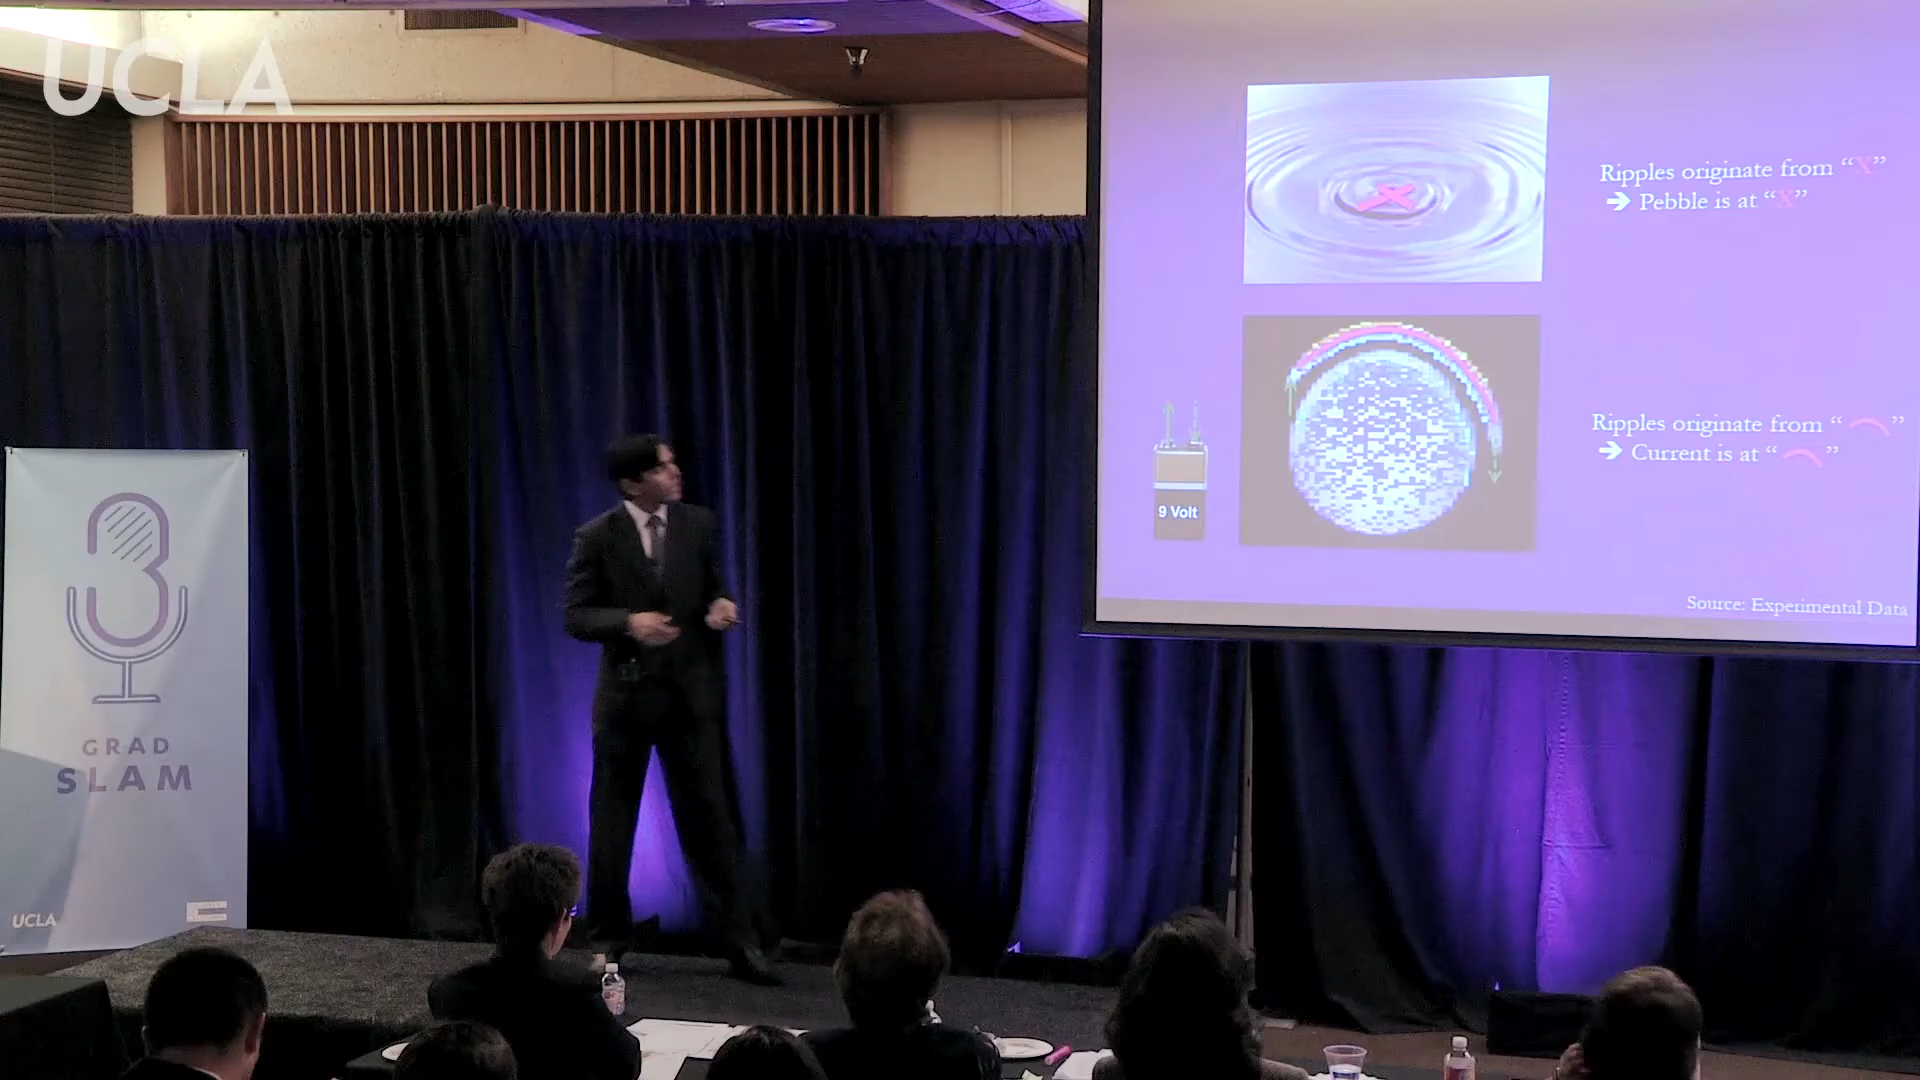 UCLA
Ripples originate from “X”
➔ Pebble is at “X”
Ripples originate from “ ”
➔ Current is at “ ”
9 Volt
Source: Experimental Data
GRAD
SLAM
UCLA